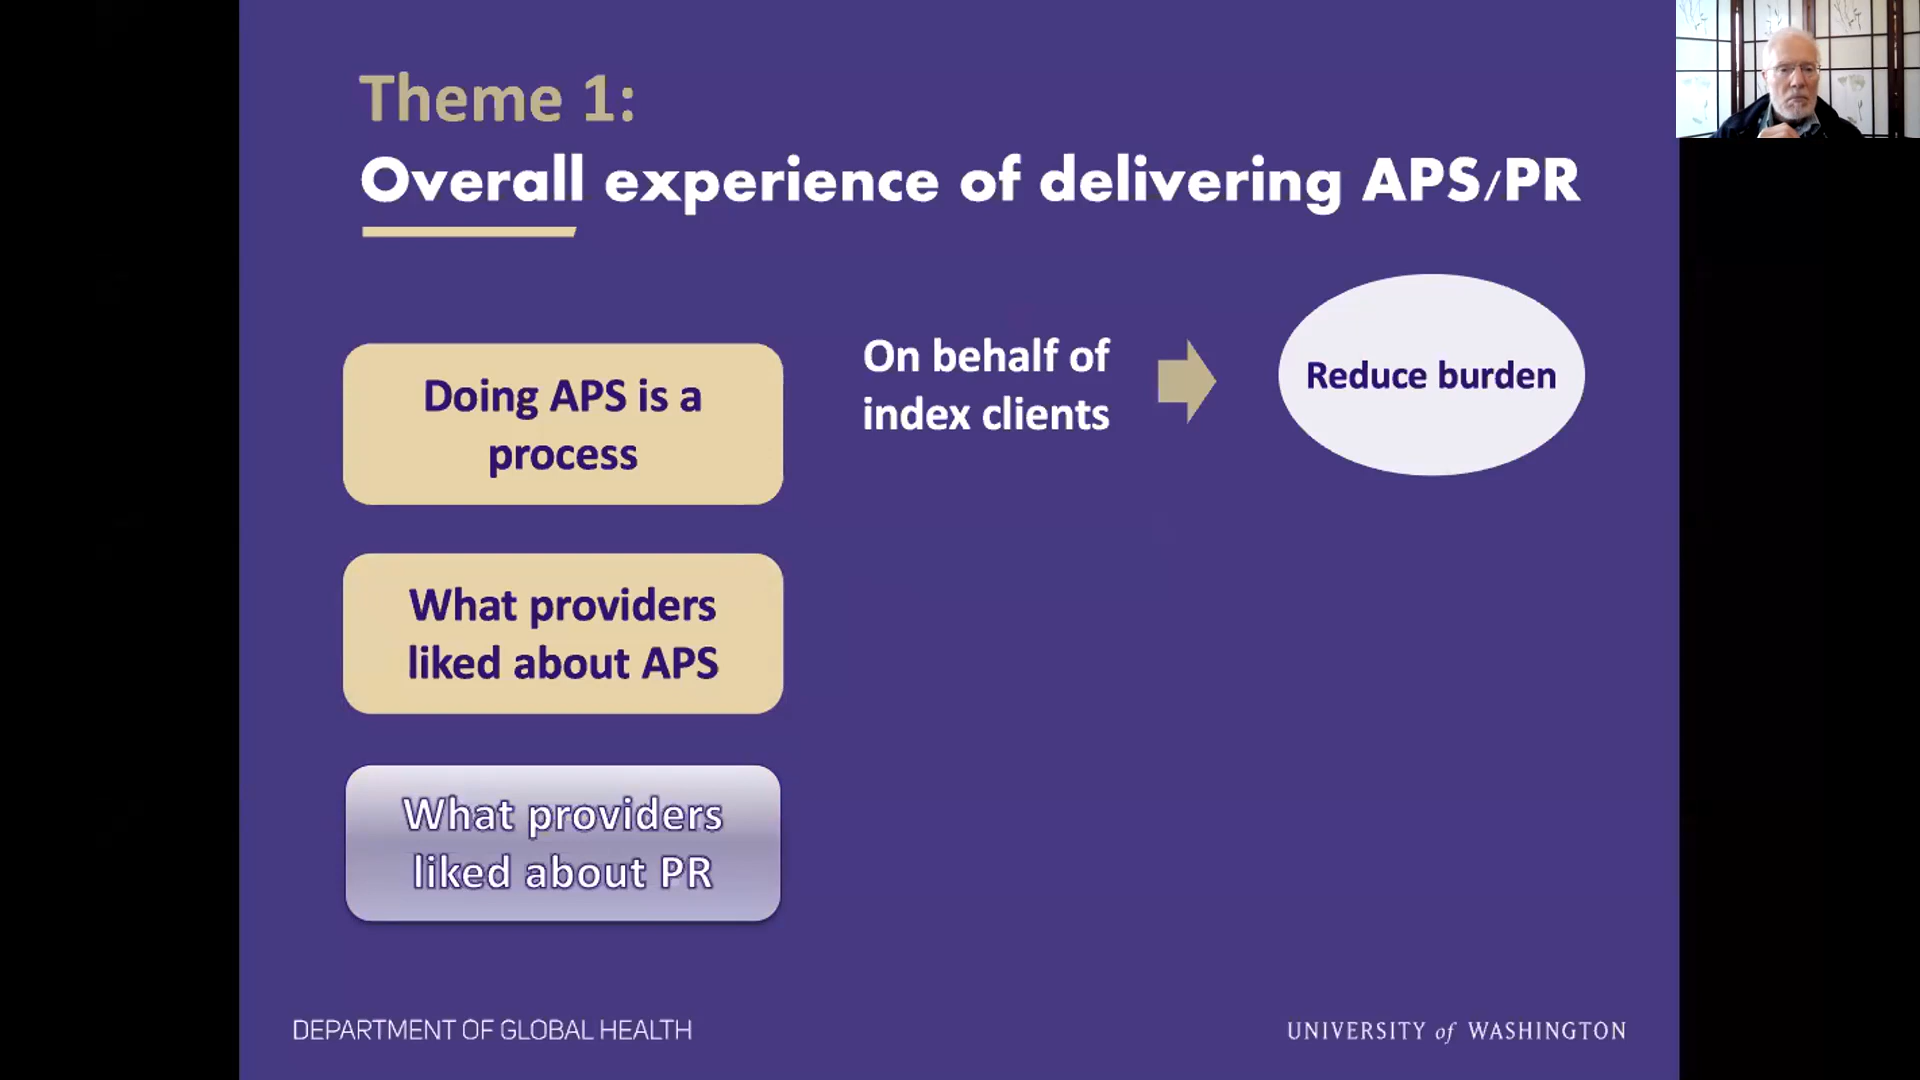 Theme 1:
Overall experience of delivering APS/PR
Doing APS is a
process
On behalf of
index clients
Reduce burden
What providers
liked about APS
What providers
liked about PR
DEPARTMENT OF GLOBAL HEALTH
UNIVERSITY of WASHINGTON